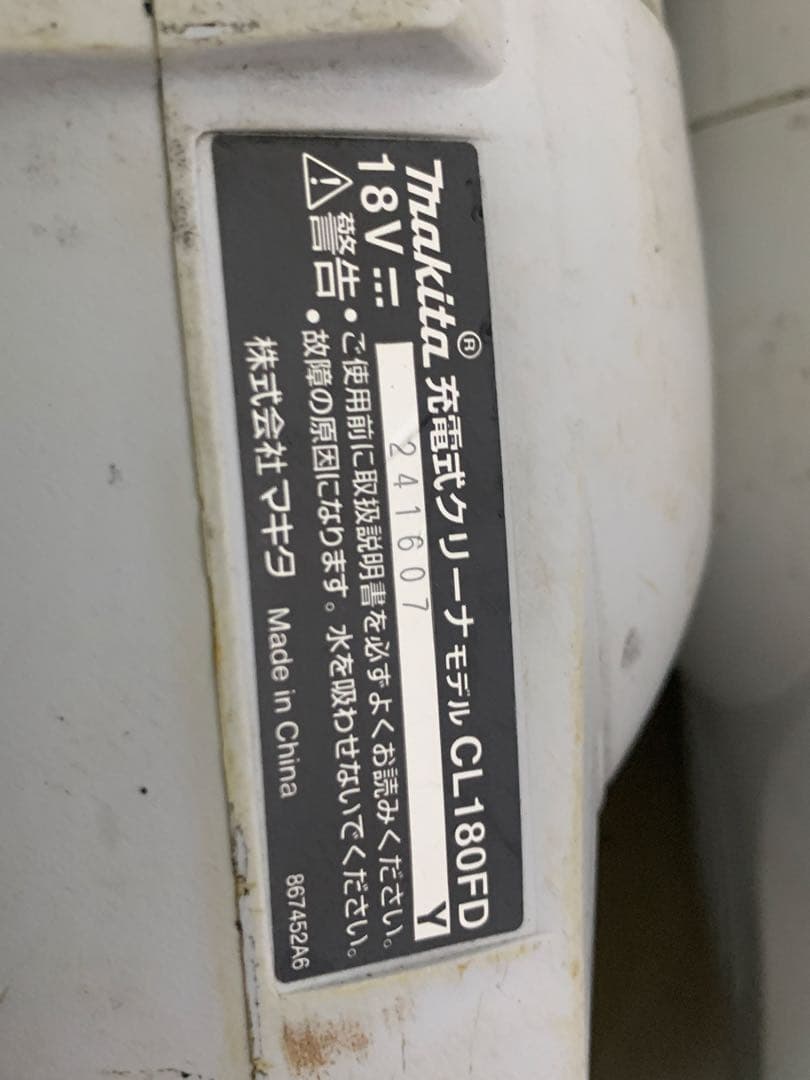 makita® 充電式クリーナ モデル CL180FD
18V⎓ 241607 Y
⚠警告 •ご使用前に取扱説明書を必ずよくお読みください。
•故障の原因になります。水を吸わせないでください。
株式会社 マキタ Made in China 867452A6